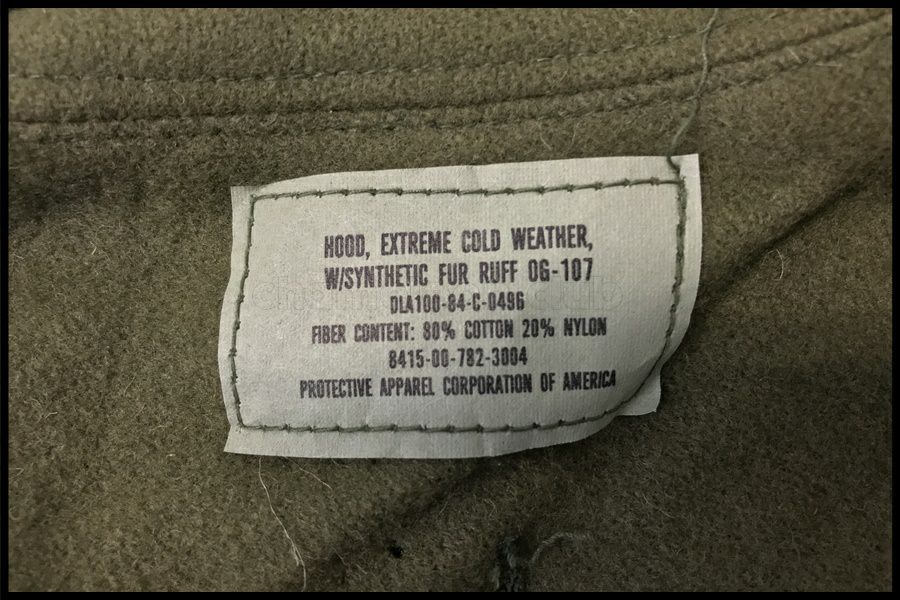 HOOD, EXTREME COLD WEATHER,
W/SYNTHETIC FUR RUFF OG-107
DLA100-84-C-0496
FIBER CONTENT: 80% COTTON 20% NYLON
8415-00-782-3004
PROTECTIVE APPAREL CORPORATION OF AMERICA